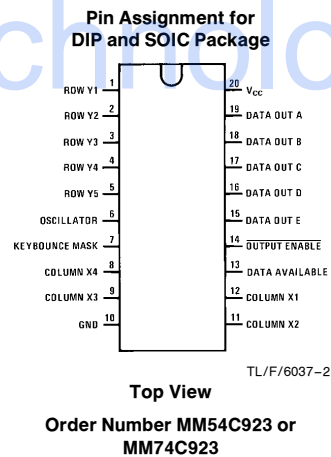 Pin Assignment for
DIP and SOIC Package
ROW Y1 1
20 VCC
ROW Y2 2
19 DATA OUT A
ROW Y3 3
18 DATA OUT B
ROW Y4 4
17 DATA OUT C
ROW Y5 5
16 DATA OUT D
OSCILLATOR 6
15 DATA OUT E
KEYBOUNCE MASK 7
14 OUTPUT ENABLE
COLUMN X4 8
13 DATA AVAILABLE
COLUMN X3 9
12 COLUMN X1
GND 10
11 COLUMN X2
TL/F/6037–2
Top View
Order Number MM54C923 or
MM74C923